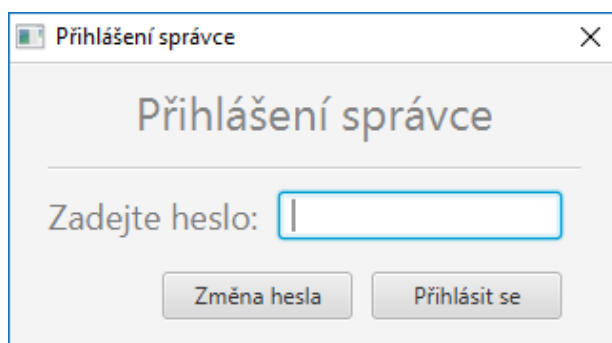 Přihlášení správce
Přihlášení správce
Zadejte heslo:
Změna hesla Přihlásit se